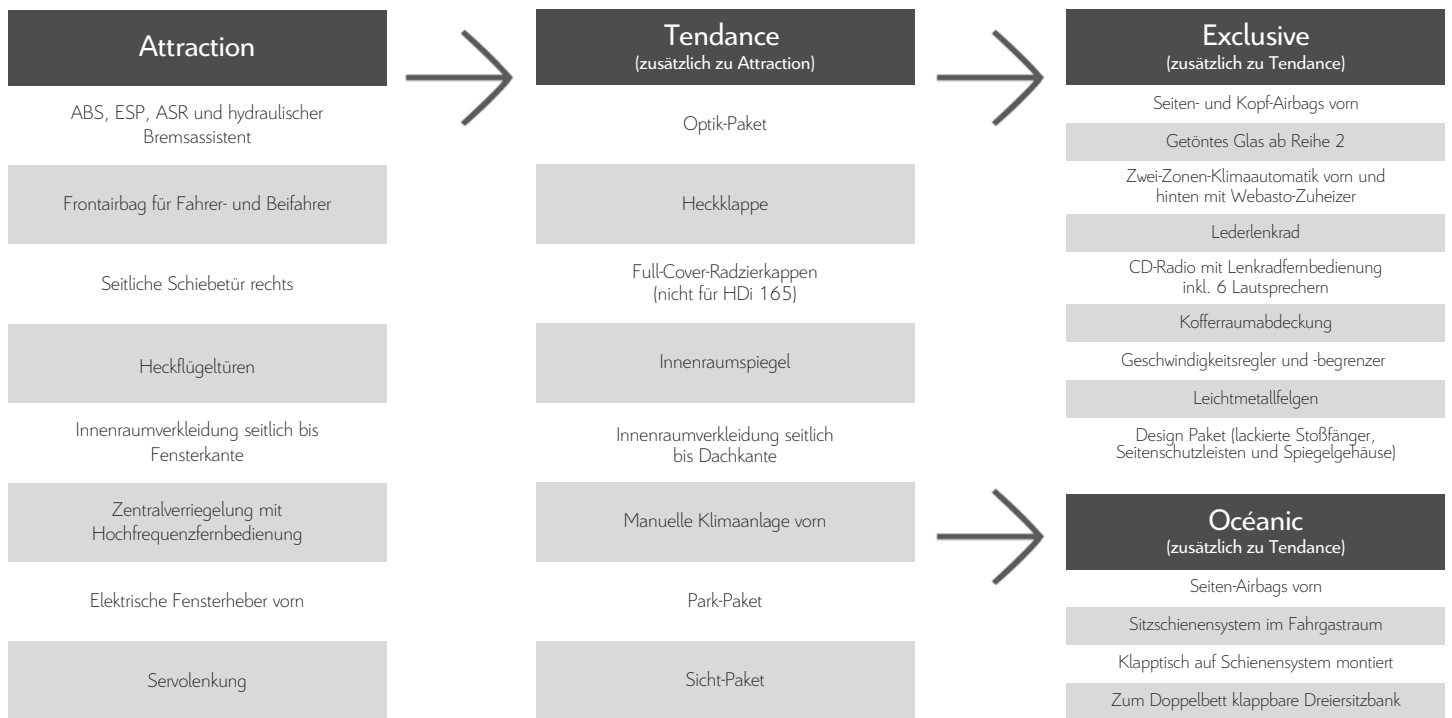 Attraction
ABS, ESP, ASR und hydraulischer
Bremsassistent
Frontairbag für Fahrer- und Beifahrer
Seitliche Schiebetür rechts
Heckflügeltüren
Innenraumverkleidung seitlich bis
Fensterkante
Zentralverriegelung mit
Hochfrequenzfernbedienung
Elektrische Fensterheber vorn
Servolenkung
Tendance
(zusätzlich zu Attraction)
Optik-Paket
Heckklappe
Full-Cover-Radzierkappen
(nicht für HDi 165)
Innenraumspiegel
Innenraumverkleidung seitlich
bis Dachkante
Manuelle Klimaanlage vorn
Park-Paket
Sicht-Paket
Exclusive
(zusätzlich zu Tendance)
Seiten- und Kopf-Airbags vorn
Getöntes Glas ab Reihe 2
Zwei-Zonen-Klimaautomatik vorn und
hinten mit Webasto-Zuheizer
Lederlenkrad
CD-Radio mit Lenkradfernbedienung
inkl. 6 Lautsprechern
Kofferraumabdeckung
Geschwindigkeitsregler und -begrenzer
Leichtmetallfelgen
Design Paket (lackierte Stoßfänger,
Seitenschutzleisten und Spiegelgehäuse)
Océanic
(zusätzlich zu Tendance)
Seiten-Airbags vorn
Sitzschienensystem im Fahrgastraum
Klapptisch auf Schienensystem montiert
Zum Doppelbett klappbare Dreiersitzbank